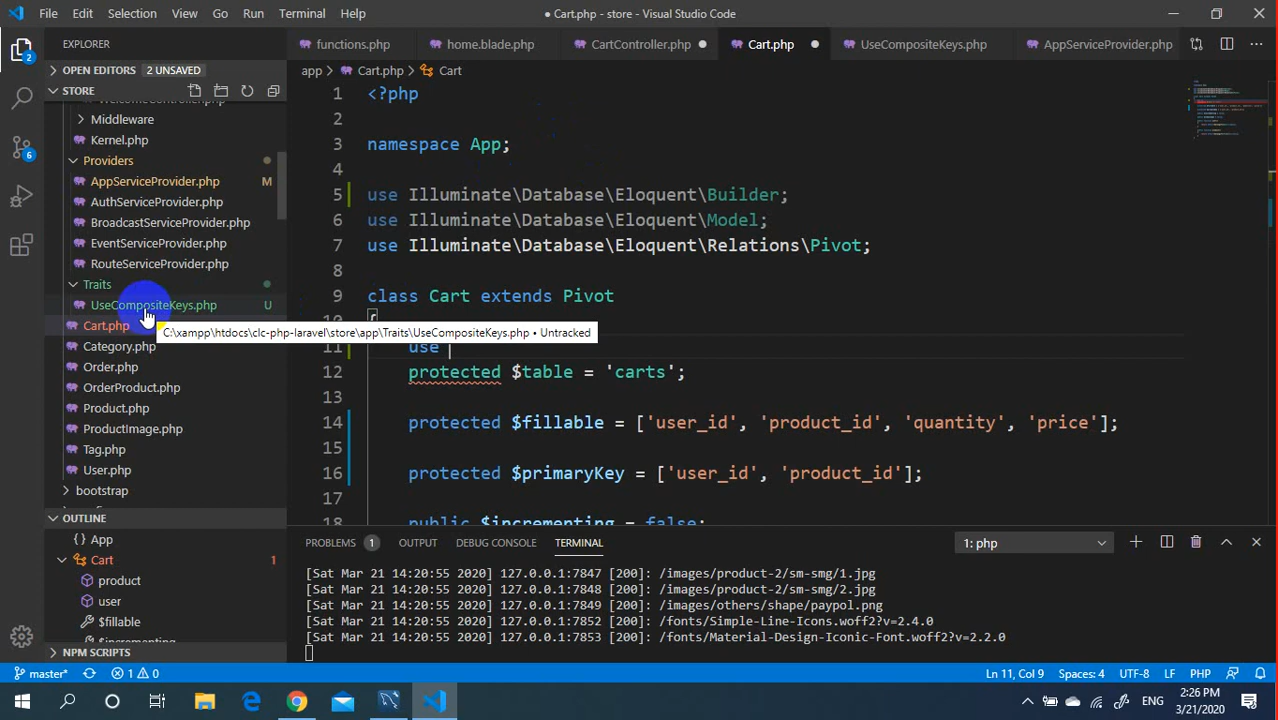 File Edit Selection View Go Run Terminal Help ● Cart.php - store - Visual Studio Code
EXPLORER
functions.php home.blade.php CartController.php Cart.php UseCompositeKeys.php AppServiceProvider.php
OPEN EDITORS 2 UNSAVED
STORE
app > Cart.php > Cart
Middleware
Kernel.php
Providers
AppServiceProvider.php M
AuthServiceProvider.php
BroadcastServiceProvider.php
EventServiceProvider.php
RouteServiceProvider.php
Traits
UseCompositeKeys.php U
Cart.php
C:\xampp\htdocs\clc-php-laravel\store\app\Traits\UseCompositeKeys.php • Untracked
Category.php
Order.php
OrderProduct.php
Product.php
ProductImage.php
Tag.php
User.php
bootstrap
OUTLINE
App
Cart 1
product
user
$fillable
$incrementing
NPM SCRIPTS
1 <?php
2
3 namespace App;
4
5 use Illuminate\Database\Eloquent\Builder;
6 use Illuminate\Database\Eloquent\Model;
7 use Illuminate\Database\Eloquent\Relations\Pivot;
8
9 class Cart extends Pivot
{
11 use
12 protected $table = 'carts';
13
14 protected $fillable = ['user_id', 'product_id', 'quantity', 'price'];
15
16 protected $primaryKey = ['user_id', 'product_id'];
17
18 public $incrementing = false;
PROBLEMS 1 OUTPUT DEBUG CONSOLE TERMINAL 1: php
[Sat Mar 21 14:20:55 2020] 127.0.0.1:7847 [200]: /images/product-2/sm-smg/1.jpg
[Sat Mar 21 14:20:55 2020] 127.0.0.1:7848 [200]: /images/product-2/sm-smg/2.jpg
[Sat Mar 21 14:20:55 2020] 127.0.0.1:7849 [200]: /images/others/shape/paypol.png
[Sat Mar 21 14:20:55 2020] 127.0.0.1:7852 [200]: /fonts/Simple-Line-Icons.woff2?v=2.4.0
[Sat Mar 21 14:20:55 2020] 127.0.0.1:7853 [200]: /fonts/Material-Design-Iconic-Font.woff2?v=2.2.0
2
6
master* 1 0 Ln 11, Col 9 Spaces: 4 UTF-8 LF PHP
ENG 2:26 PM
3/21/2020